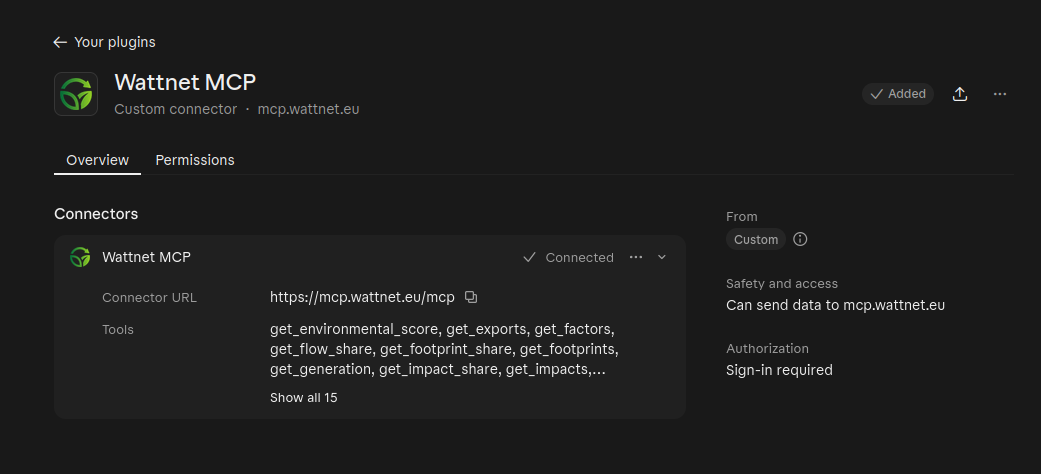 Your plugins
Wattnet MCP
Custom connector · mcp.wattnet.eu
Added
Overview
Permissions
Connectors
Wattnet MCP
Connected
Connector URL
https://mcp.wattnet.eu/mcp
Tools
get_environmental_score, get_exports, get_factors,
get_flow_share, get_footprint_share, get_footprints,
get_generation, get_impact_share, get_impacts,...
Show all 15
From
Custom
Safety and access
Can send data to mcp.wattnet.eu
Authorization
Sign-in required